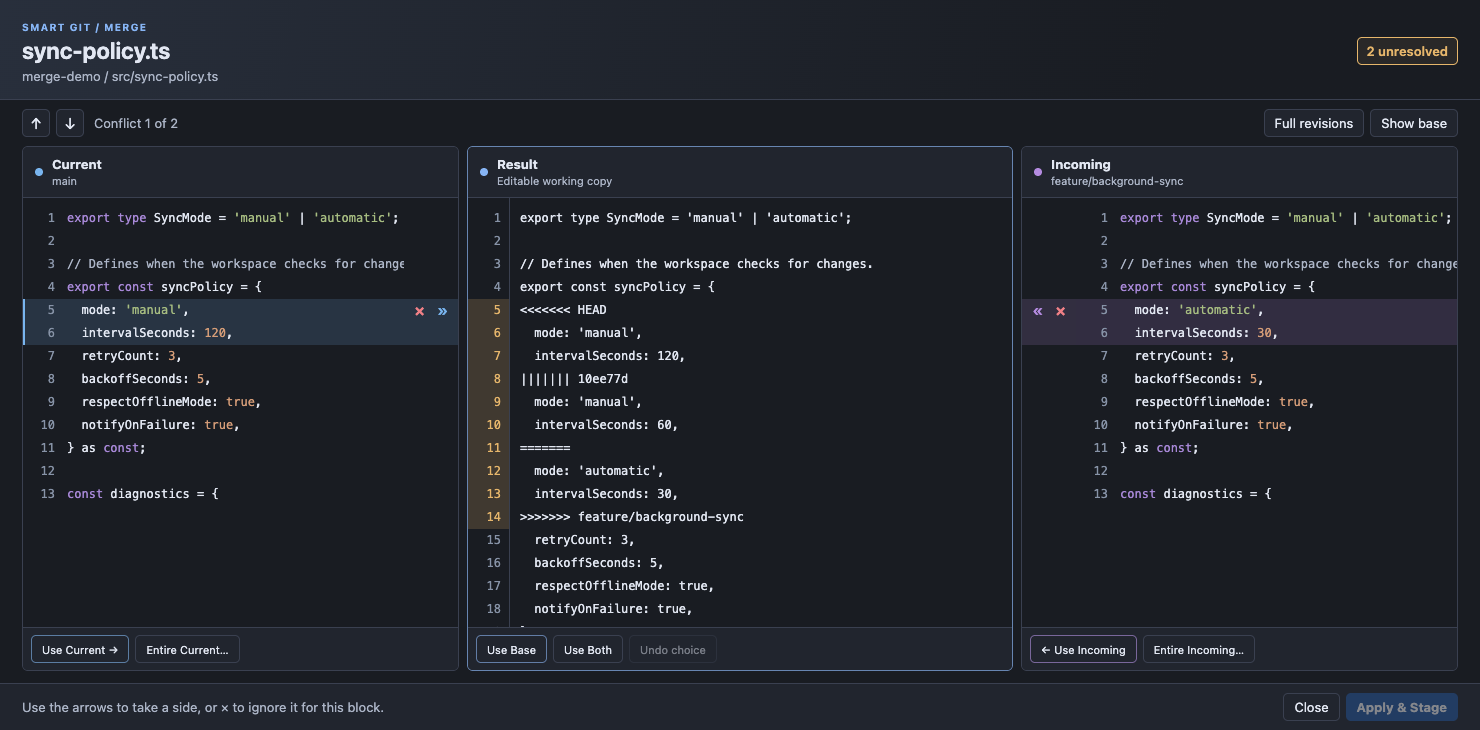 SMART GIT / MERGE
sync-policy.ts
merge-demo / src/sync-policy.ts
2 unresolved
↑ ↓ Conflict 1 of 2
Full revisions
Show base
Current
main
1 export type SyncMode = 'manual' | 'automatic';
2
3 // Defines when the workspace checks for change
4 export const syncPolicy = {
5 mode: 'manual', × »
6 intervalSeconds: 120,
7 retryCount: 3,
8 backoffSeconds: 5,
9 respectOfflineMode: true,
10 notifyOnFailure: true,
11 } as const;
12
13 const diagnostics = {
Use Current →
Entire Current…
Result
Editable working copy
1 export type SyncMode = 'manual' | 'automatic';
2
3 // Defines when the workspace checks for changes.
4 export const syncPolicy = {
5 <<<<<<< HEAD
6 mode: 'manual',
7 intervalSeconds: 120,
8 ||||||| 10ee77d
9 mode: 'manual',
10 intervalSeconds: 60,
11 =======
12 mode: 'automatic',
13 intervalSeconds: 30,
14 >>>>>>> feature/background-sync
15 retryCount: 3,
16 backoffSeconds: 5,
17 respectOfflineMode: true,
18 notifyOnFailure: true,
Use Base
Use Both
Undo choice
Incoming
feature/background-sync
1 export type SyncMode = 'manual' | 'automatic';
2
3 // Defines when the workspace checks for change
4 export const syncPolicy = {
« × 5 mode: 'automatic',
6 intervalSeconds: 30,
7 retryCount: 3,
8 backoffSeconds: 5,
9 respectOfflineMode: true,
10 notifyOnFailure: true,
11 } as const;
12
13 const diagnostics = {
← Use Incoming
Entire Incoming…
Use the arrows to take a side, or × to ignore it for this block.
Close
Apply & Stage